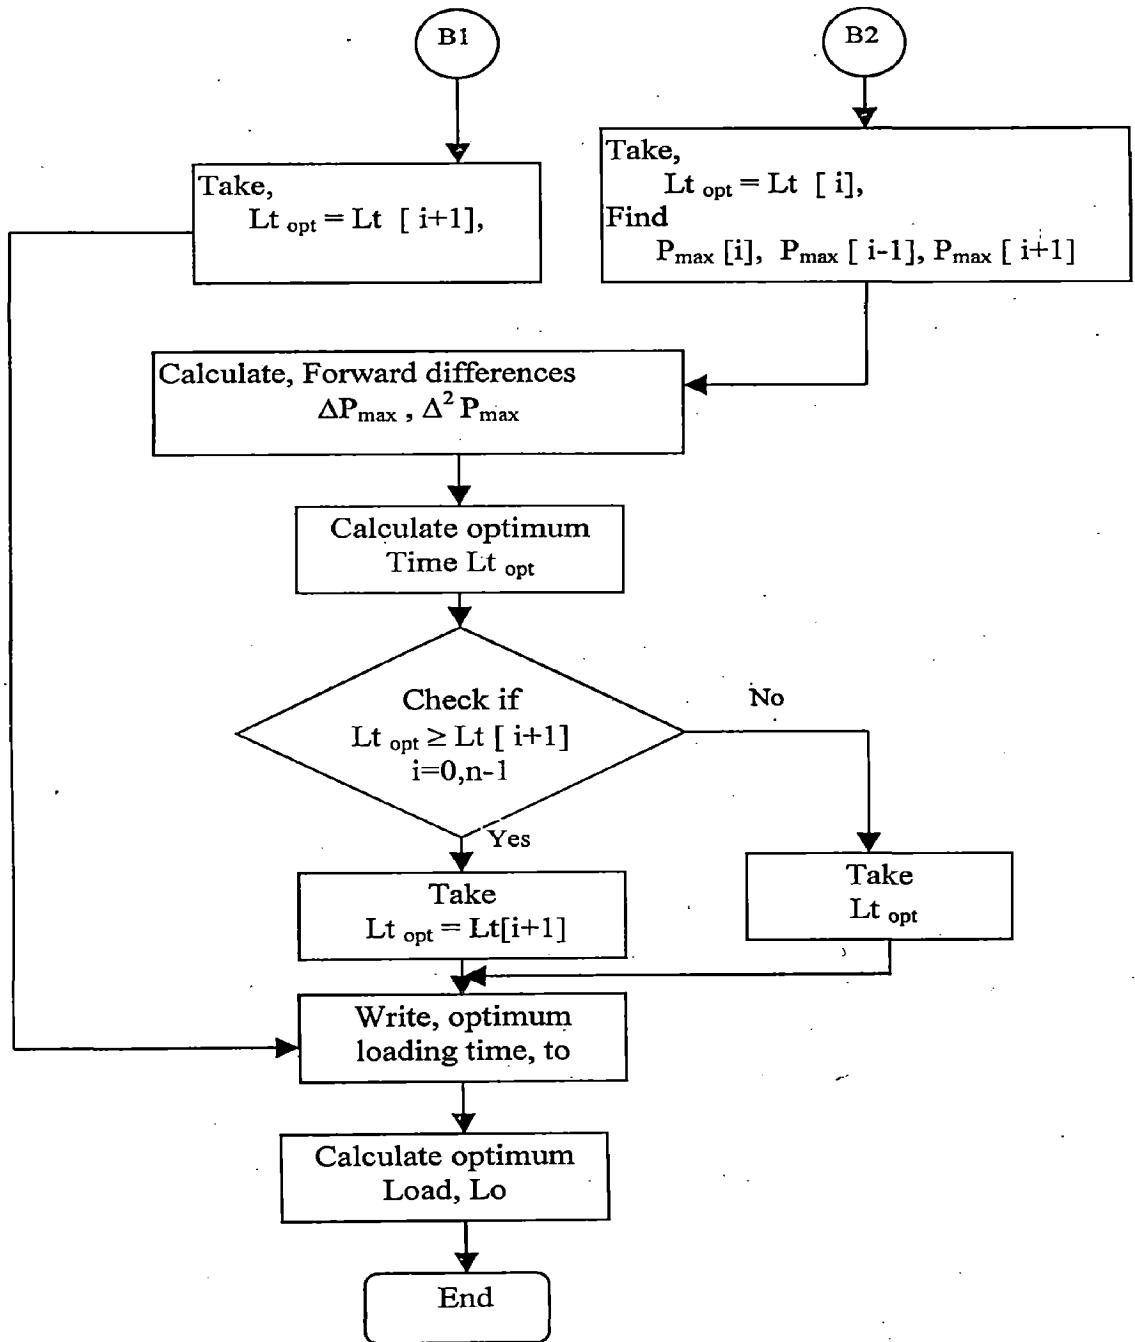 B1
B2
Take,
Lt opt = Lt [ i+1],
Take,
Lt opt = Lt [ i],
Find
Pmax [i], Pmax [ i-1], Pmax [ i+1]
Calculate, Forward differences
ΔPmax , Δ² Pmax
Calculate optimum
Time Lt opt
Check if
Lt opt ≥ Lt [ i+1]
i=0,n-1
No
Yes
Take
Lt opt = Lt[i+1]
Take
Lt opt
Write, optimum
loading time, to
Calculate optimum
Load, Lo
End